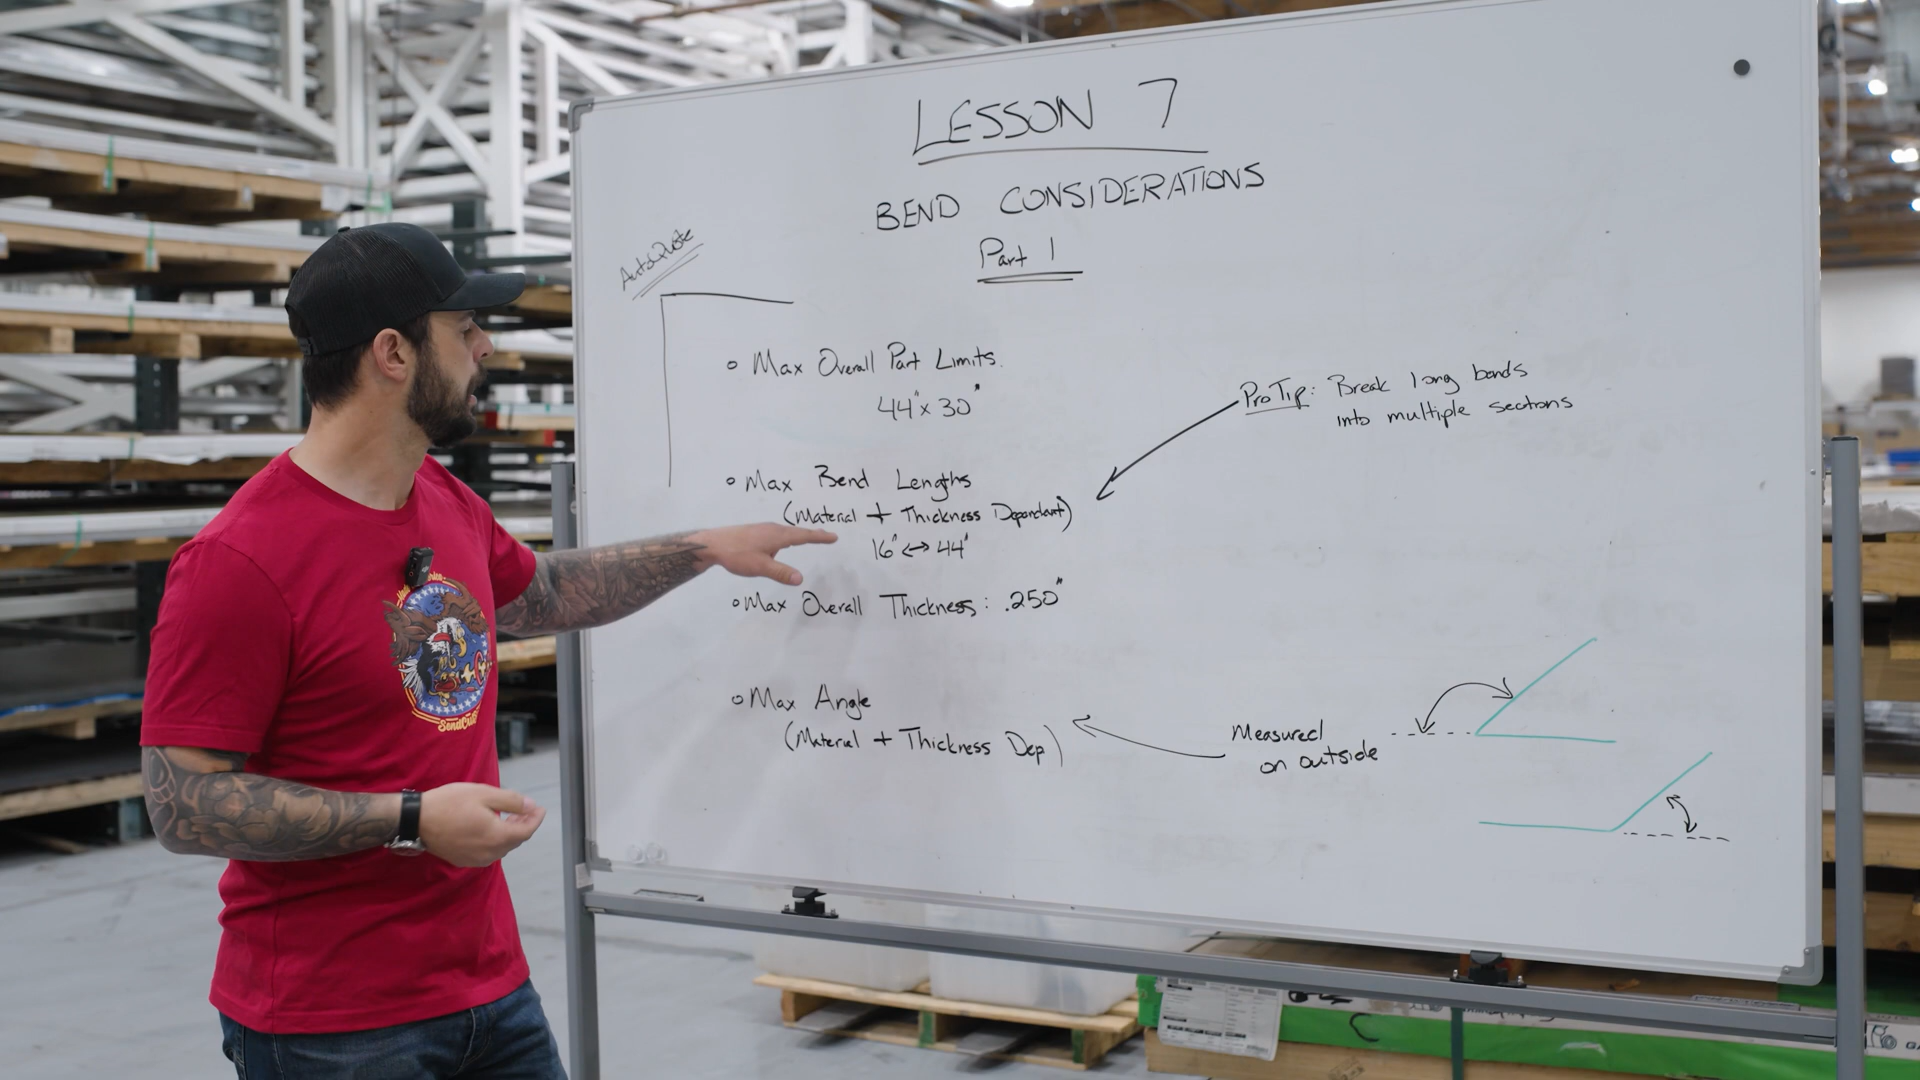 LESSON 7
BEND CONSIDERATIONS
Part 1
AutoQuote
o Max Overall Part Limits.
44" x 30"
o Max Bend Lengths
(Material + Thickness Dependant)
16" ↔ 44"
o Max Overall Thickness: .250"
o Max Angle
(Material + Thickness Dep)
ProTip: Break long bends
into multiple sections
Measured
on outside
SendCutSend